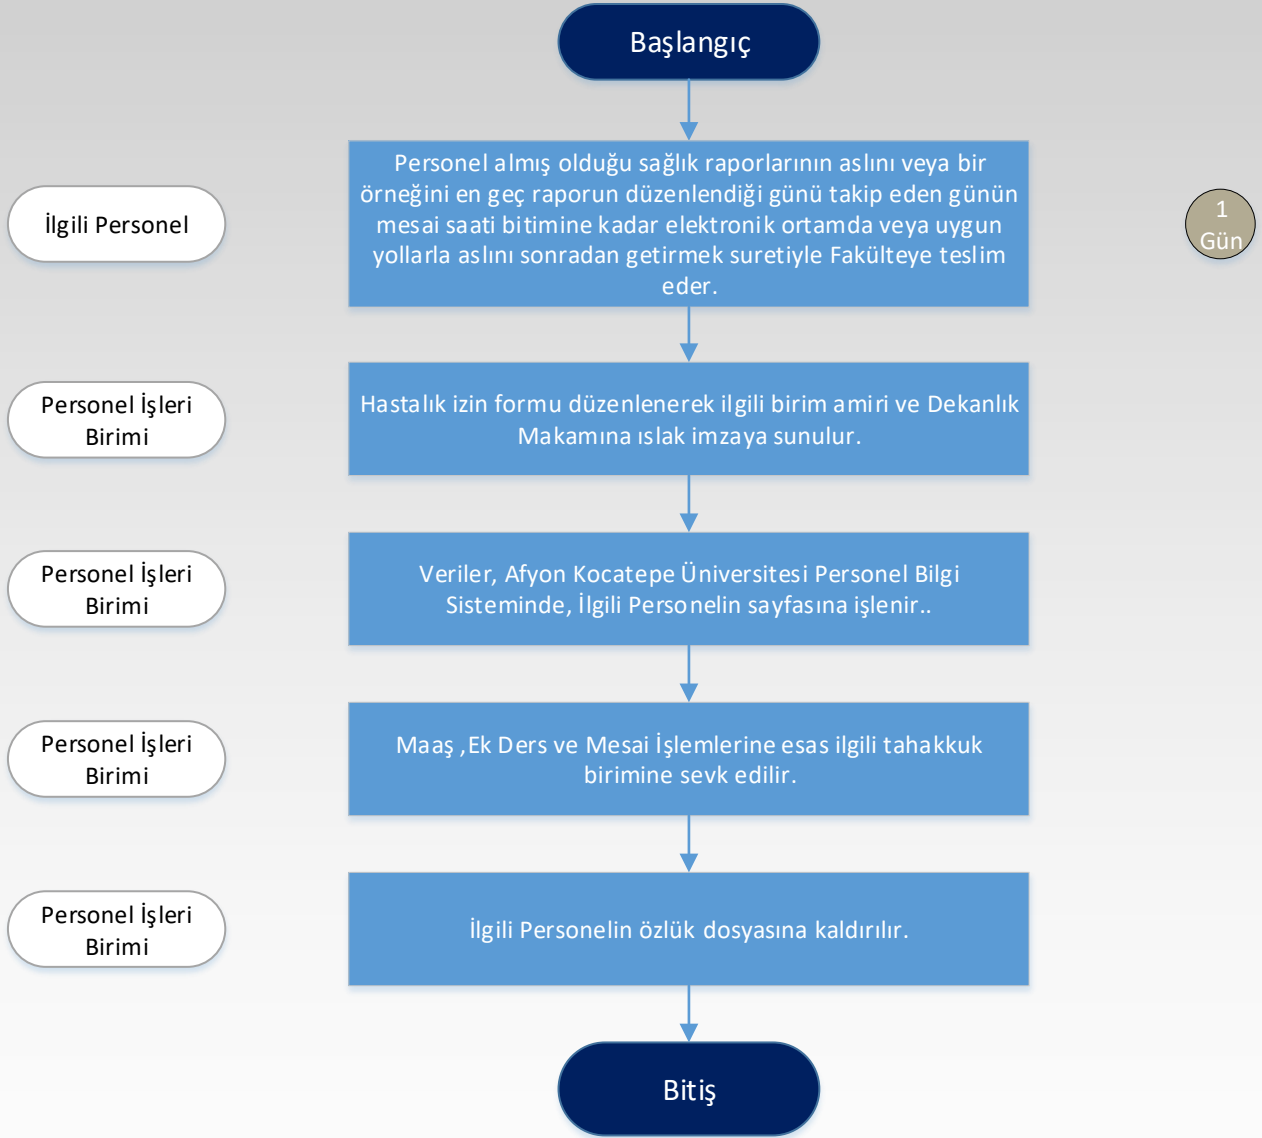 Başlangıç
İlgili Personel
Personel almış olduğu sağlık raporlarının aslını veya bir
örneğini en geç raporun düzenlendiği günü takip eden günün
mesai saati bitimine kadar elektronik ortamda veya uygun
yollarla aslını sonradan getirmek suretiyle Fakülteye teslim
eder.
1
Gün
Personel İşleri
Birimi
Hastalık izin formu düzenlenerek ilgili birim amiri ve Dekanlık
Makamına ıslak imzaya sunulur.
Personel İşleri
Birimi
Veriler, Afyon Kocatepe Üniversitesi Personel Bilgi
Sisteminde, İlgili Personelin sayfasına işlenir..
Personel İşleri
Birimi
Maaş ,Ek Ders ve Mesai İşlemlerine esas ilgili tahakkuk
birimine sevk edilir.
Personel İşleri
Birimi
İlgili Personelin özlük dosyasına kaldırılır.
Bitiş